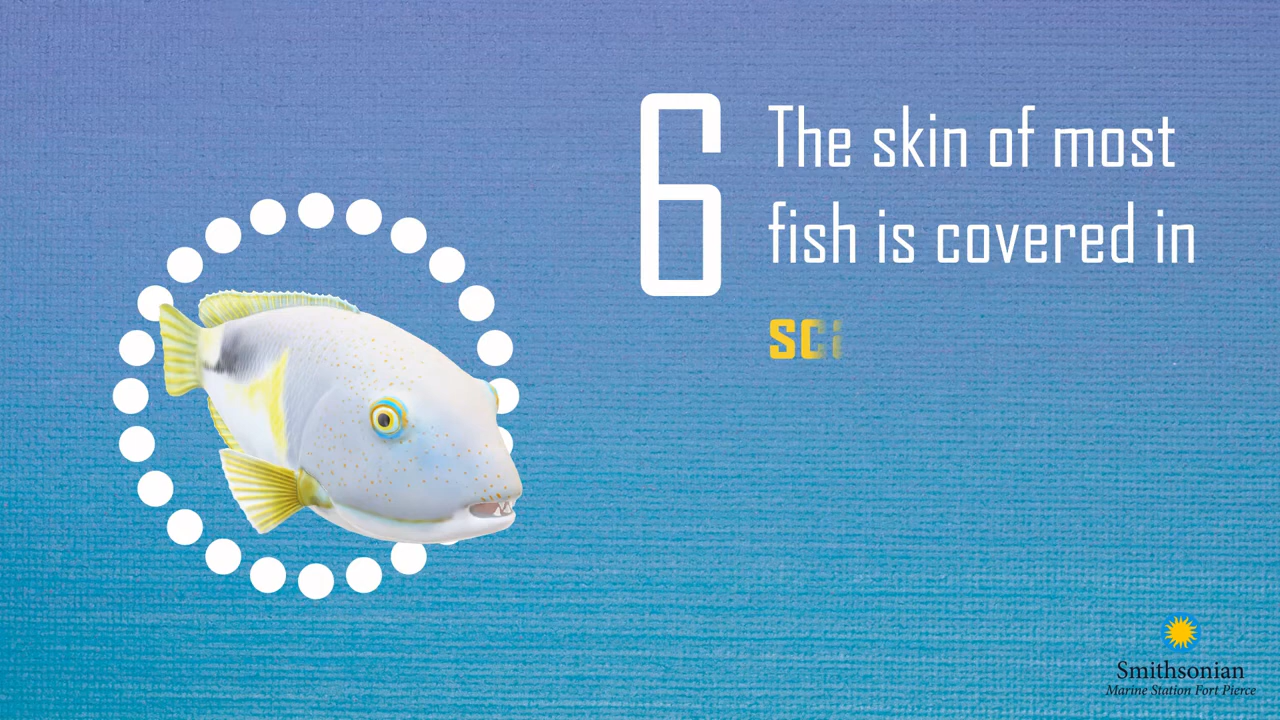 6
The skin of most
fish is covered in
Smithsonian
Marine Station Fort Pierce